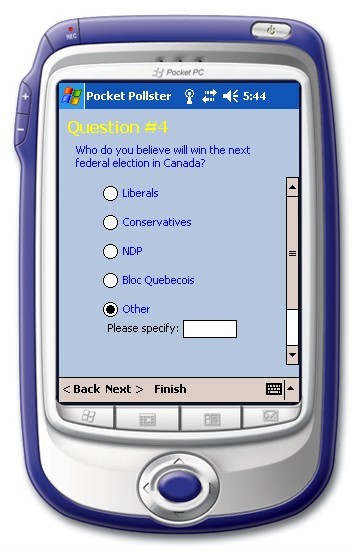 REC
Pocket PC
Pocket Pollster 5:44
Question #4
Who do you believe will win the next
federal election in Canada?
Liberals
Conservatives
NDP
Bloc Quebecois
Other
Please specify:
< Back Next > Finish